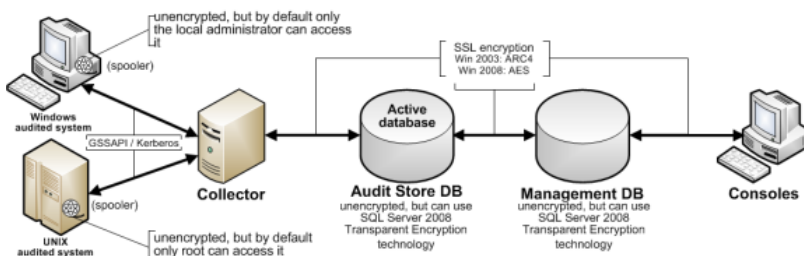 unencrypted, but by default only
the local administrator can access
it
(spooler)
Windows
audited system
GSSAPI / Kerberos
(spooler)
UNIX
audited system
unencrypted, but by default
only root can access it
Collector
SSL encryption
Win 2003: ARC4
Win 2008: AES
Active
database
Audit Store DB
unencrypted, but can use
SQL Server 2008
Transparent Encryption
technology
Management DB
unencrypted, but can use
SQL Server 2008
Transparent Encryption
technology
Consoles